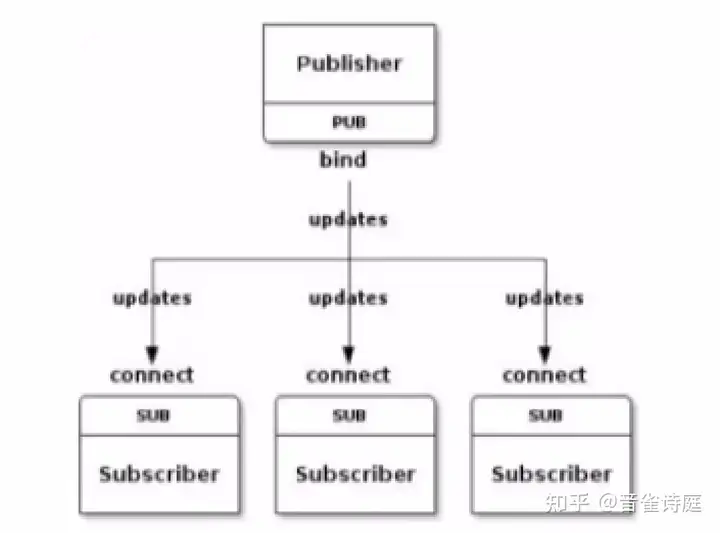 Publisher
PUB
bind
updates
updates updates updates
connect connect connect
SUB SUB SUB
Subscriber Subscriber Subscriber
知乎 @晋雀诗庭